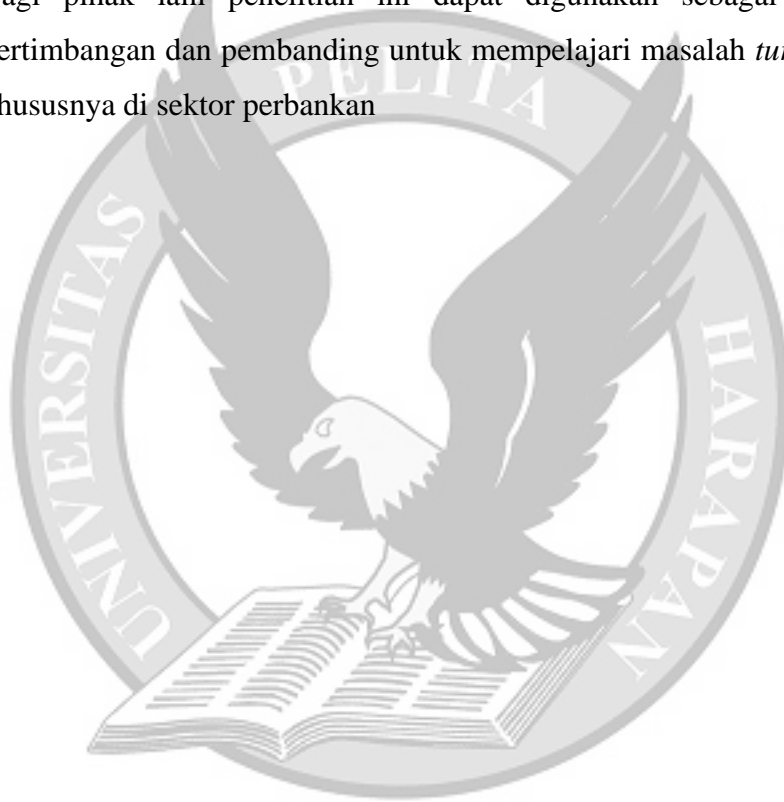 agi pihak lain penelitian ini dapat digunakan sebagai
ertimbangan dan pembanding untuk mempelajari masalah
hususnya di sektor perbankan
UNIVERSITAS PELITA HARAPAN